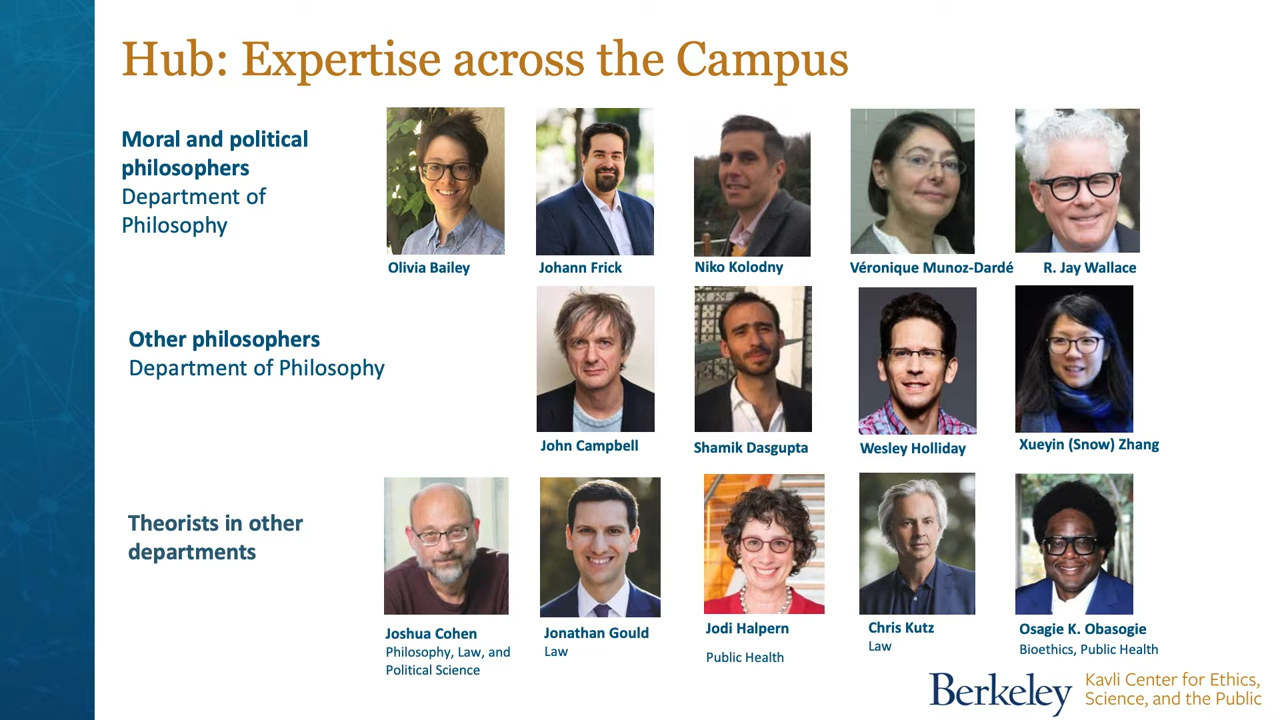 Hub: Expertise across the Campus
Moral and political
philosophers
Department of
Philosophy
Olivia Bailey
Johann Frick
Niko Kolodny
Véronique Munoz-Dardé
R. Jay Wallace
Other philosophers
Department of Philosophy
John Campbell
Shamik Dasgupta
Wesley Holliday
Xueyin (Snow) Zhang
Theorists in other
departments
Joshua Cohen
Philosophy, Law, and
Political Science
Jonathan Gould
Law
Jodi Halpern
Public Health
Chris Kutz
Law
Osagie K. Obasogie
Bioethics, Public Health
Berkeley
Kavli Center for Ethics,
Science, and the Public